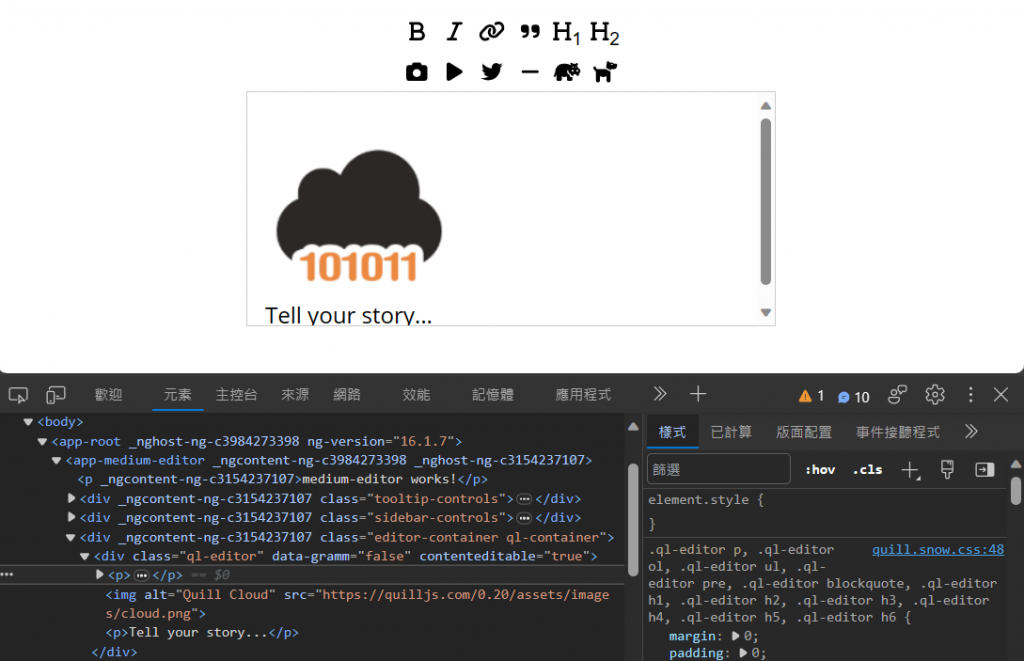 B I ❞ H1 H2
101011
Tell your story...
歡迎 元素 主控台 來源 網路 效能 記憶體 應用程式 1 10
<body>
<app-root _nghost-ng-c3984273398 ng-version="16.1.7">
<app-medium-editor _ngcontent-ng-c3984273398 _nghost-ng-c3154237107>
<p _ngcontent-ng-c3154237107>medium-editor works!</p>
<div _ngcontent-ng-c3154237107 class="tooltip-controls">…</div>
<div _ngcontent-ng-c3154237107 class="sidebar-controls">…</div>
<div _ngcontent-ng-c3154237107 class="editor-container ql-container">
<div class="ql-editor" data-gramm="false" contenteditable="true">
… <p>…</p> == $0
<img alt="Quill Cloud" src="https://quilljs.com/0.20/assets/image
s/cloud.png">
<p>Tell your story...</p>
</div>
樣式 已計算 版面配置 事件接聽程式
篩選 :hov .cls
element.style {
}
.ql-editor p, .ql-editor quill.snow.css:48
ol, .ql-editor ul, .ql-
editor pre, .ql-editor blockquote, .ql-editor
h1, .ql-editor h2, .ql-editor h3, .ql-editor
h4, .ql-editor h5, .ql-editor h6 {
margin: 0;
padding: 0;